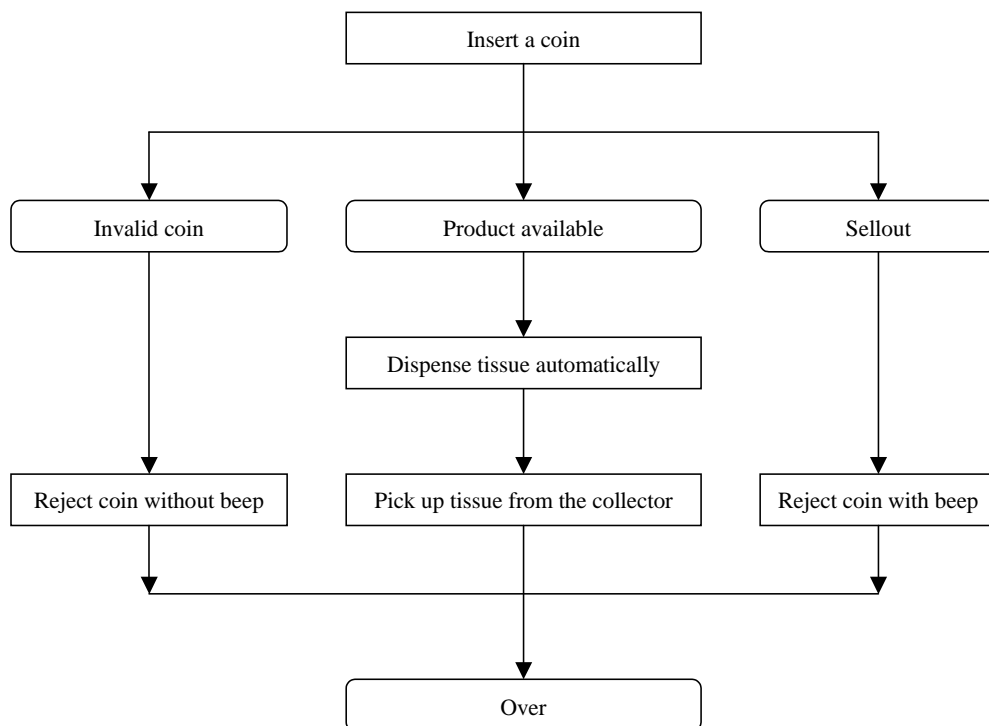 Insert a coin
Invalid coin
Product available
Sellout
Dispense tissue automatically
Reject coin without beep
Pick up tissue from the collector
Reject coin with beep
Over